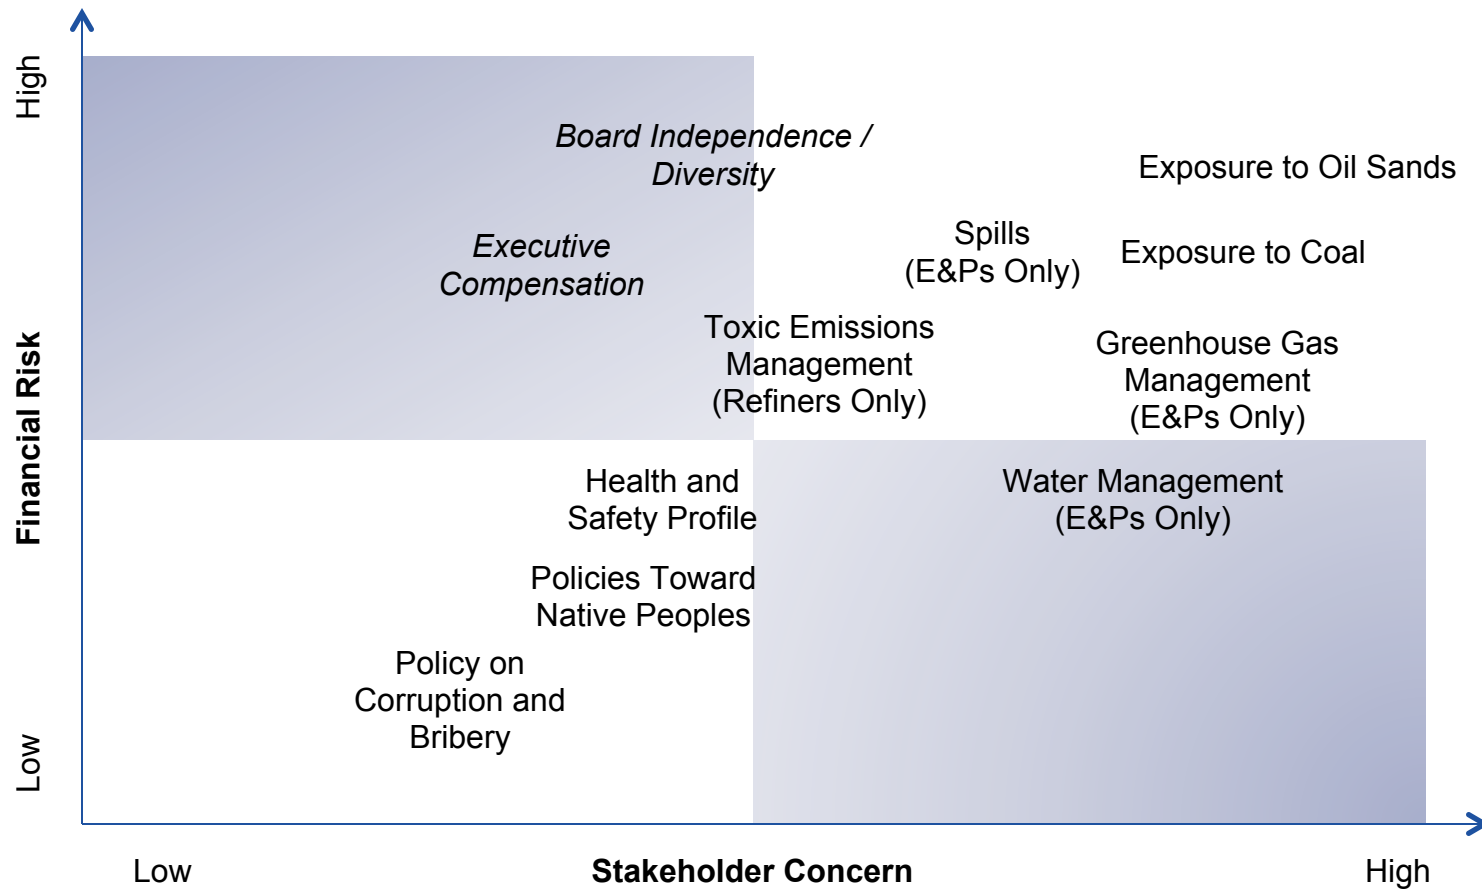 High
Board Independence /
Diversity
Exposure to Oil Sands
Executive
Compensation
Spills
(E&Ps Only)
Exposure to Coal
Toxic Emissions
Management
(Refiners Only)
Greenhouse Gas
Management
(E&Ps Only)
Financial Risk
Health and
Safety Profile
Water Management
(E&Ps Only)
Policies Toward
Native Peoples
Policy on
Corruption and
Bribery
Low
Low
Stakeholder Concern
High